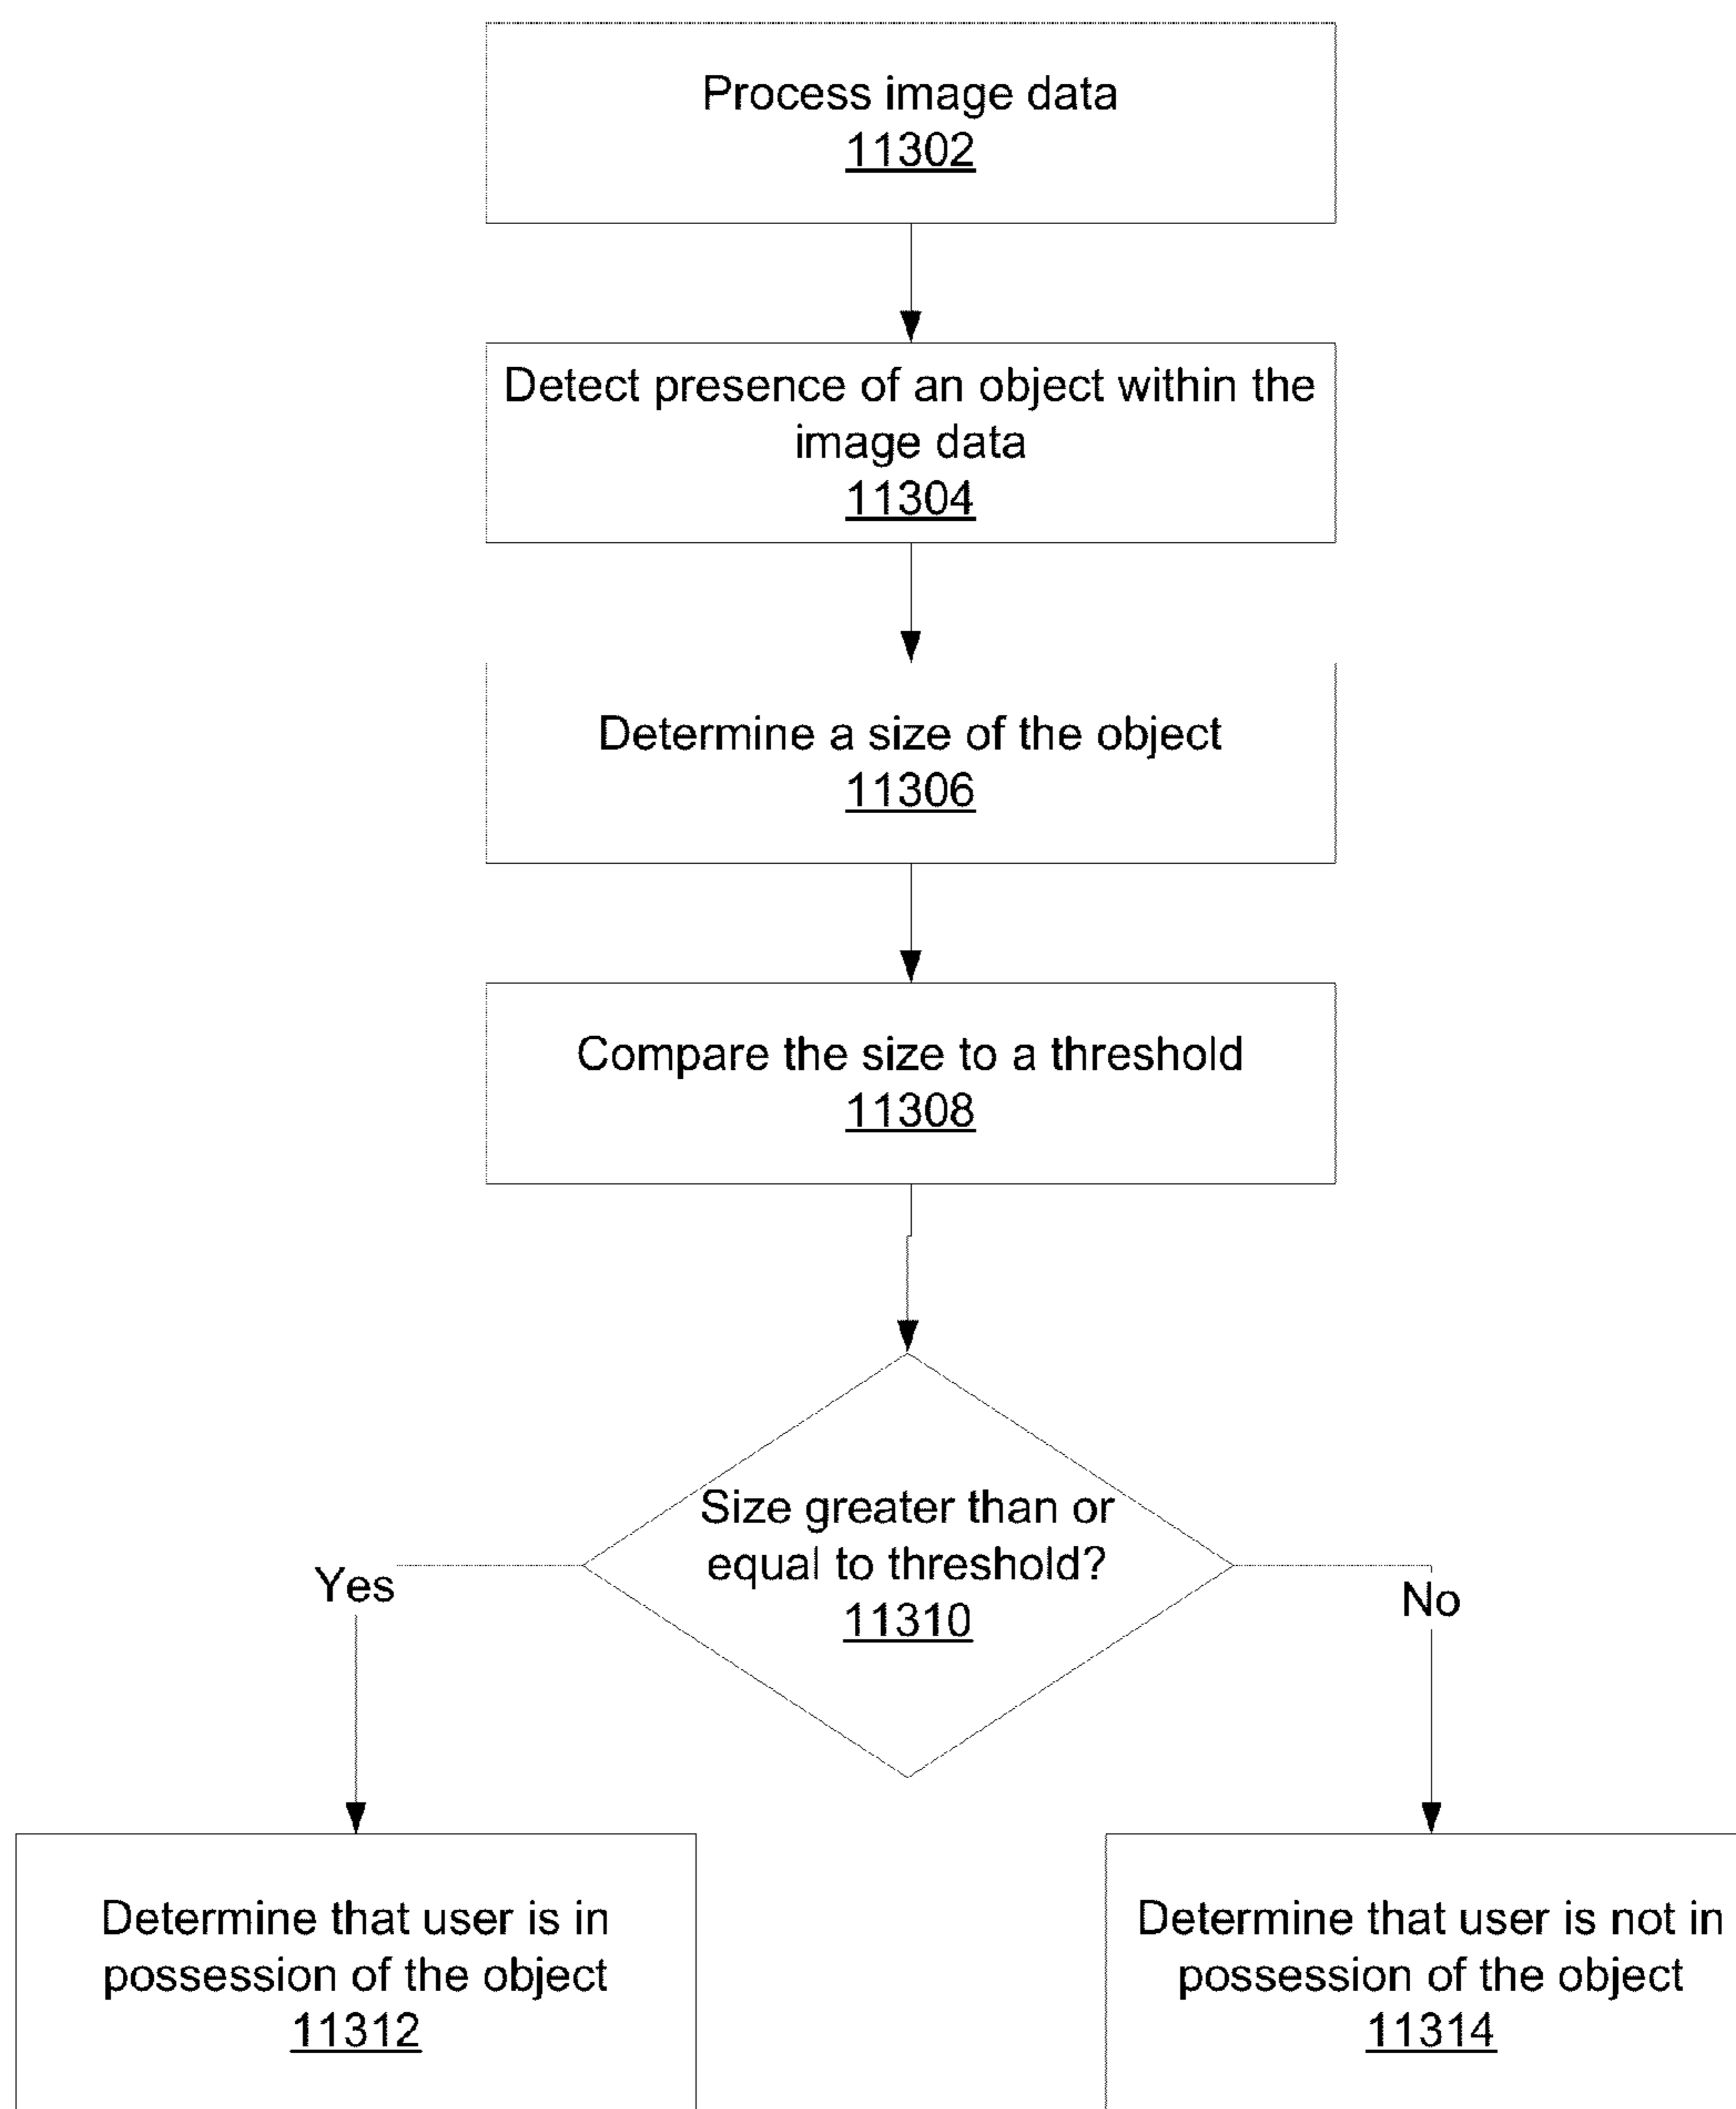 Process image data
11302
Detect presence of an object within the
image data
11304
Determine a size of the object
11306
Compare the size to a threshold
11308
Size greater than or
equal to threshold?
11310
Yes
No
Determine that user is in
possession of the object
11312
Determine that user is not in
possession of the object
11314